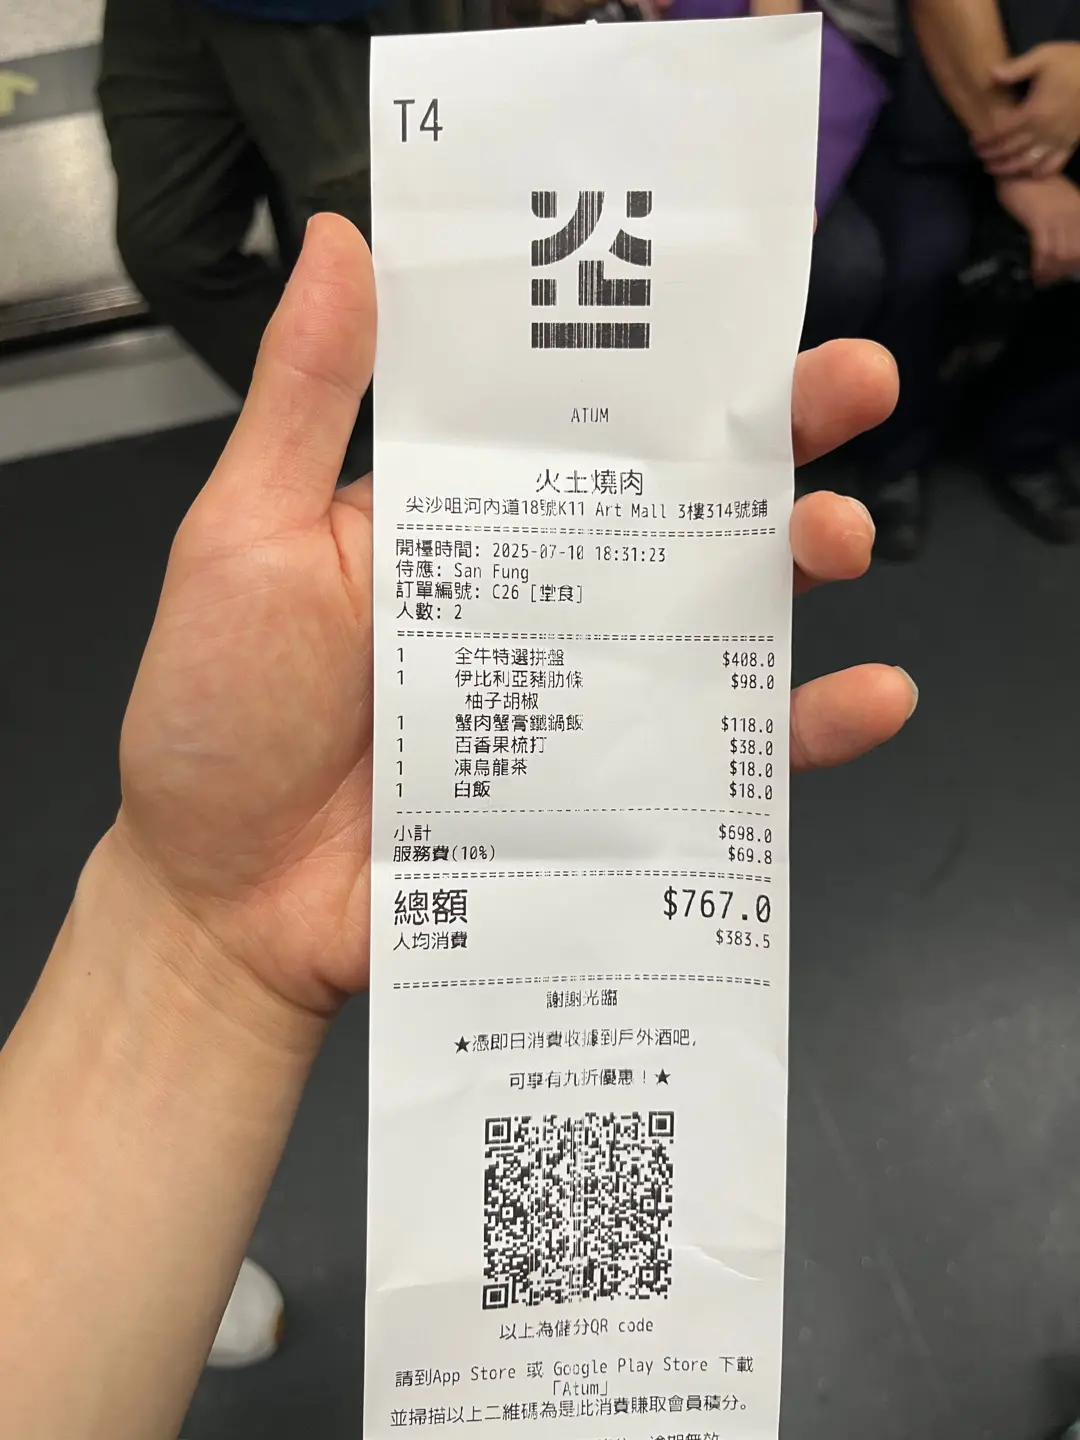 T4
ATUM
火土燒肉
尖沙咀河內道18號K11 Art Mall 3樓314號鋪
開檯時間: 2025-07-10 18:31:23
侍應: San Fung
訂單編號: C26 [堂食]
人數: 2
1 全牛特選拼盤 $408.0
1 伊比利亞豬肋條 $98.0
柚子胡椒
1 蟹肉蟹膏鐵鍋飯 $118.0
1 百香果梳打 $38.0
1 凍烏龍茶 $18.0
1 白飯 $18.0
小計 $698.0
服務費(10%) $69.8
總額 $767.0
人均消費 $383.5
謝謝光臨
★憑即日消費收據到戶外酒吧,
可享有九折優惠！★
以上為儲分QR code
請到App Store 或 Google Play Store 下載
「Atum」
並掃描以上二維碼為是此消費賺取會員積分。
逾期無效